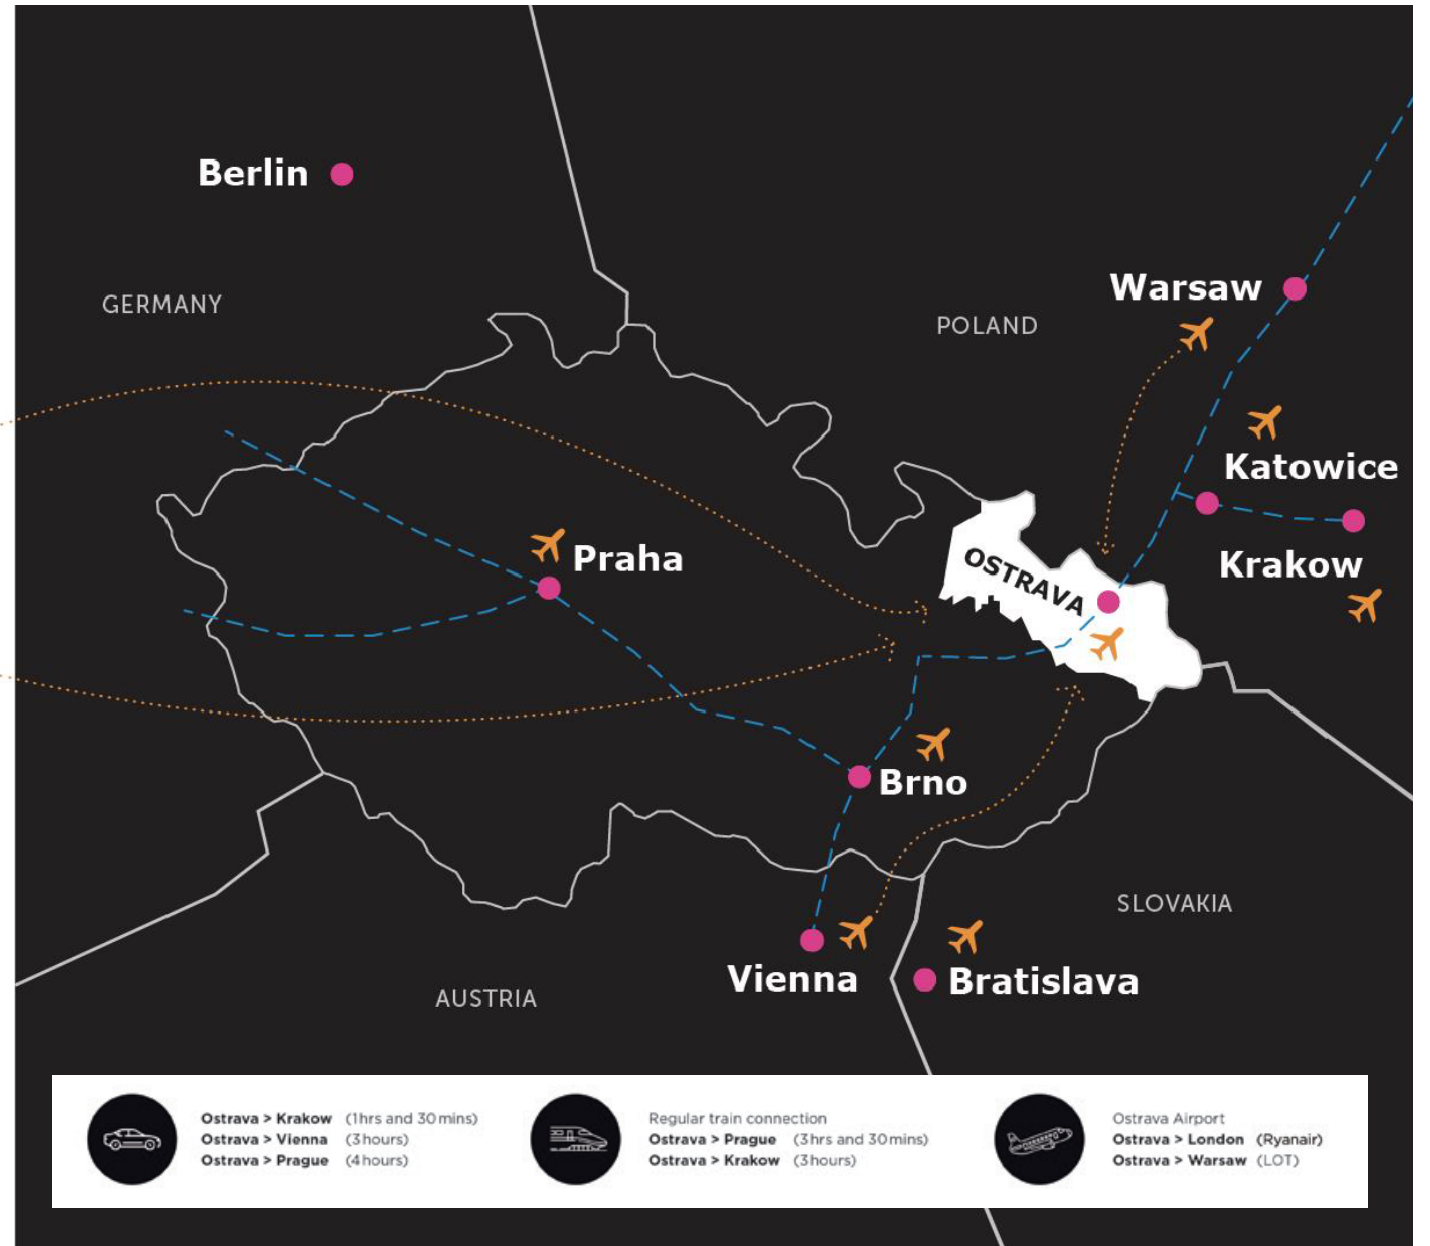 Berlin
GERMANY
Warsaw
POLAND
Katowice
Praha
OSTRAVA
Krakow
Brno
SLOVAKIA
Vienna
Bratislava
AUSTRIA
Ostrava > Krakow (1hrs and 30mins)
Ostrava > Vienna (3hours)
Ostrava > Prague (4hours)
Regular train connection
Ostrava > Prague (3hrs and 30mins)
Ostrava > Krakow (3hours)
Ostrava Airport
Ostrava > London (Ryanair)
Ostrava > Warsaw (LOT)